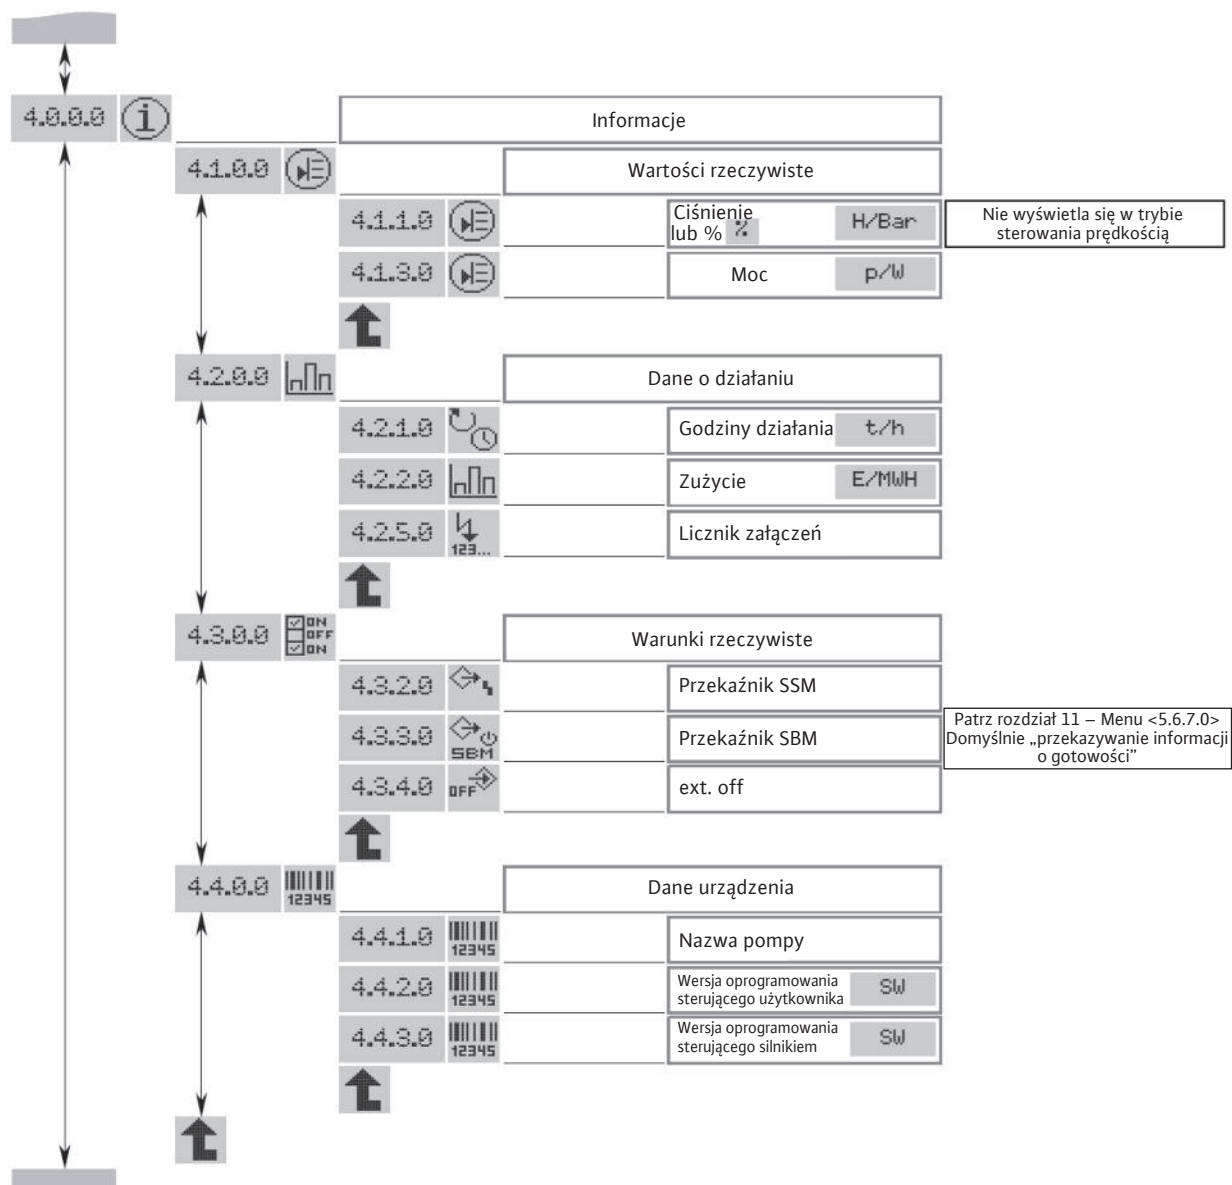 4.0.0.0 i Informacje
4.1.0.0 Wartości rzeczywiste
4.1.1.0 Ciśnienie
lub % % H/Bar
Nie wyświetla się w trybie
sterowania prędkością
4.1.3.0 Moc p/W
4.2.0.0 Dane o działaniu
4.2.1.0 Godziny działania t/h
4.2.2.0 Zużycie E/MWH
4.2.5.0 123... Licznik załączeń
4.3.0.0 ON
OFF
ON
Warunki rzeczywiste
4.3.2.0 Przekaźnik SSM
4.3.3.0 SBM Przekaźnik SBM
Patrz rozdział 11 – Menu <5.6.7.0>
Domyślnie „przekazywanie informacji
o gotowości”
4.3.4.0 OFF ext. off
4.4.0.0 12345 Dane urządzenia
4.4.1.0 12345 Nazwa pompy
4.4.2.0 12345 Wersja oprogramowania
sterującego użytkownika SW
4.4.3.0 12345 Wersja oprogramowania
sterującego silnikiem SW